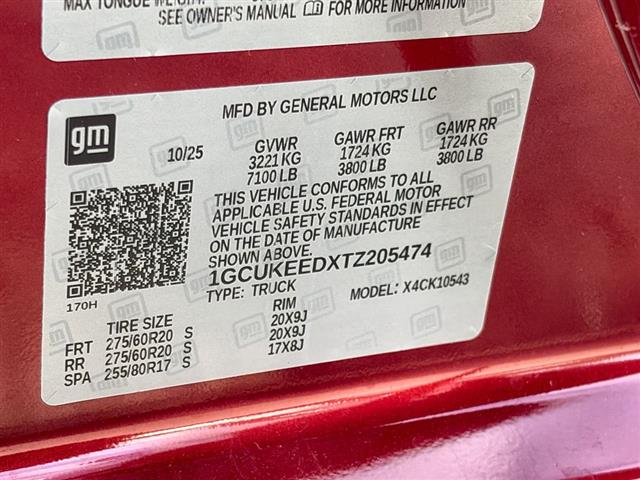 SEE OWNER'S MANUAL FOR MORE INFORMATION
MFD BY GENERAL MOTORS LLC
gm
10/25 GVWR GAWR FRT GAWR RR
3221 KG 1724 KG 1724 KG
7100 LB 3800 LB 3800 LB
THIS VEHICLE CONFORMS TO ALL
APPLICABLE U.S. FEDERAL MOTOR
VEHICLE SAFETY STANDARDS IN EFFECT
ON THE DATE OF MANUFACTURE
SHOWN ABOVE.
1GCUKEEDXTZ205474
170H
TYPE: TRUCK MODEL: X4CK10543
TIRE SIZE RIM
FRT 275/60R20 S 20X9J
RR 275/60R20 S 20X9J
SPA 255/80R17 S 17X8J